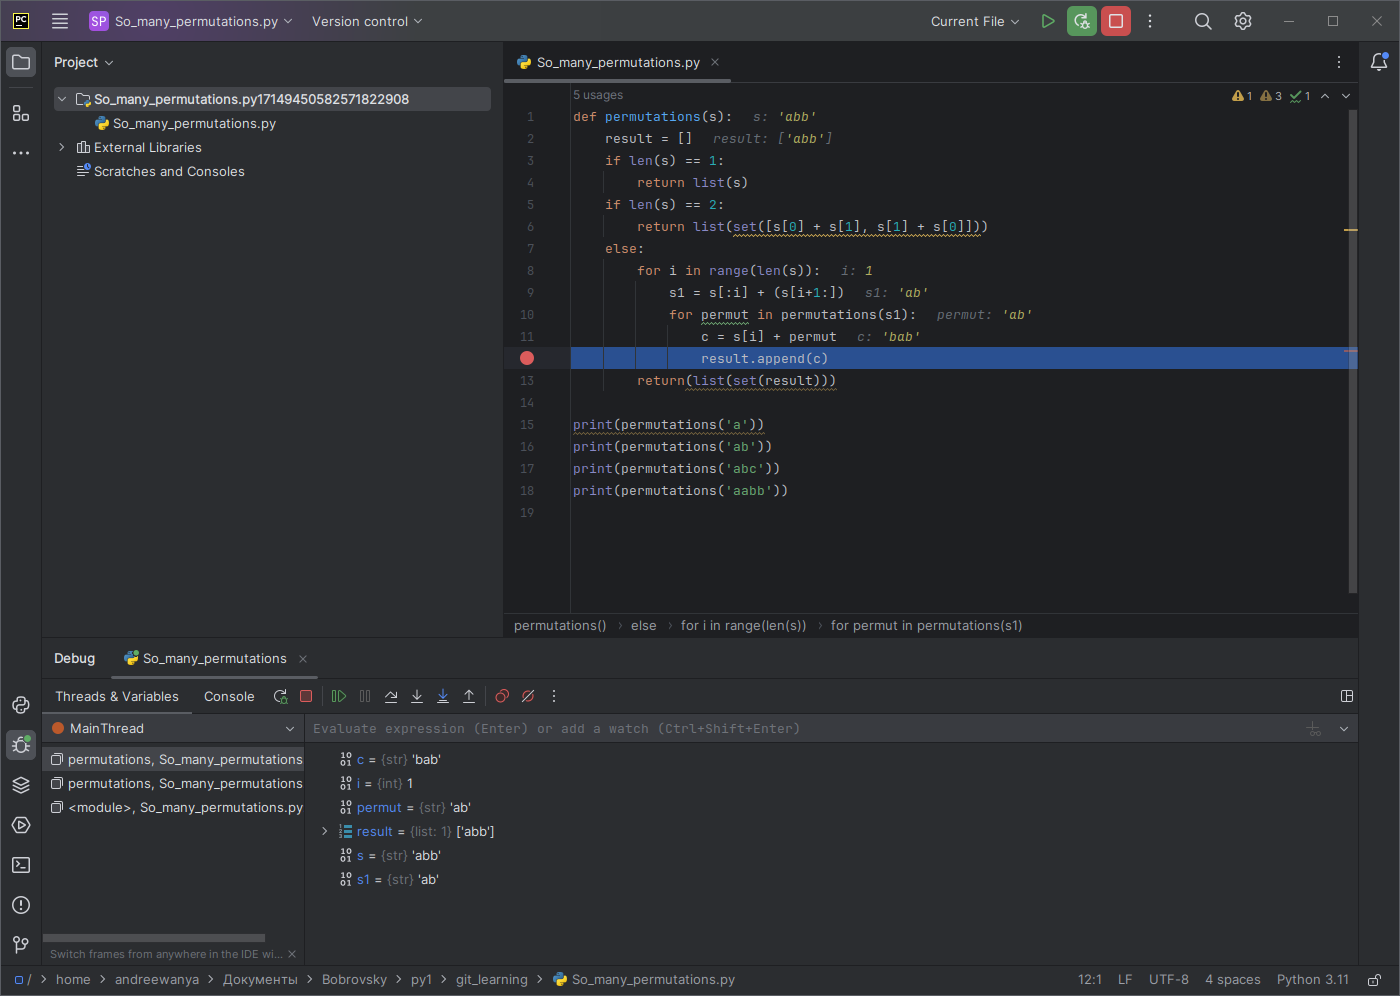 PC SP So_many_permutations.py Version control Current File
Project
So_many_permutations.py17149450582571822908
So_many_permutations.py
External Libraries
Scratches and Consoles
So_many_permutations.py
5 usages
1 3 1
1 def permutations(s): s: 'abb'
2 result = [] result: ['abb']
3 if len(s) == 1:
4 return list(s)
5 if len(s) == 2:
6 return list(set([s[0] + s[1], s[1] + s[0]]))
7 else:
8 for i in range(len(s)): i: 1
9 s1 = s[:i] + (s[i+1:]) s1: 'ab'
10 for permut in permutations(s1): permut: 'ab'
11 c = s[i] + permut c: 'bab'
result.append(c)
13 return(list(set(result)))
14
15 print(permutations('a'))
16 print(permutations('ab'))
17 print(permutations('abc'))
18 print(permutations('aabb'))
19
permutations() › else › for i in range(len(s)) › for permut in permutations(s1)
Debug So_many_permutations
Threads & Variables Console
MainThread
Evaluate expression (Enter) or add a watch (Ctrl+Shift+Enter)
permutations, So_many_permutations
permutations, So_many_permutations
<module>, So_many_permutations.py
c = {str} 'bab'
i = {int} 1
permut = {str} 'ab'
result = {list: 1} ['abb']
s = {str} 'abb'
s1 = {str} 'ab'
Switch frames from anywhere in the IDE wi...
/ › home › andreewanya › Документы › Bobrovsky › py1 › git_learning › So_many_permutations.py
12:1 LF UTF-8 4 spaces Python 3.11